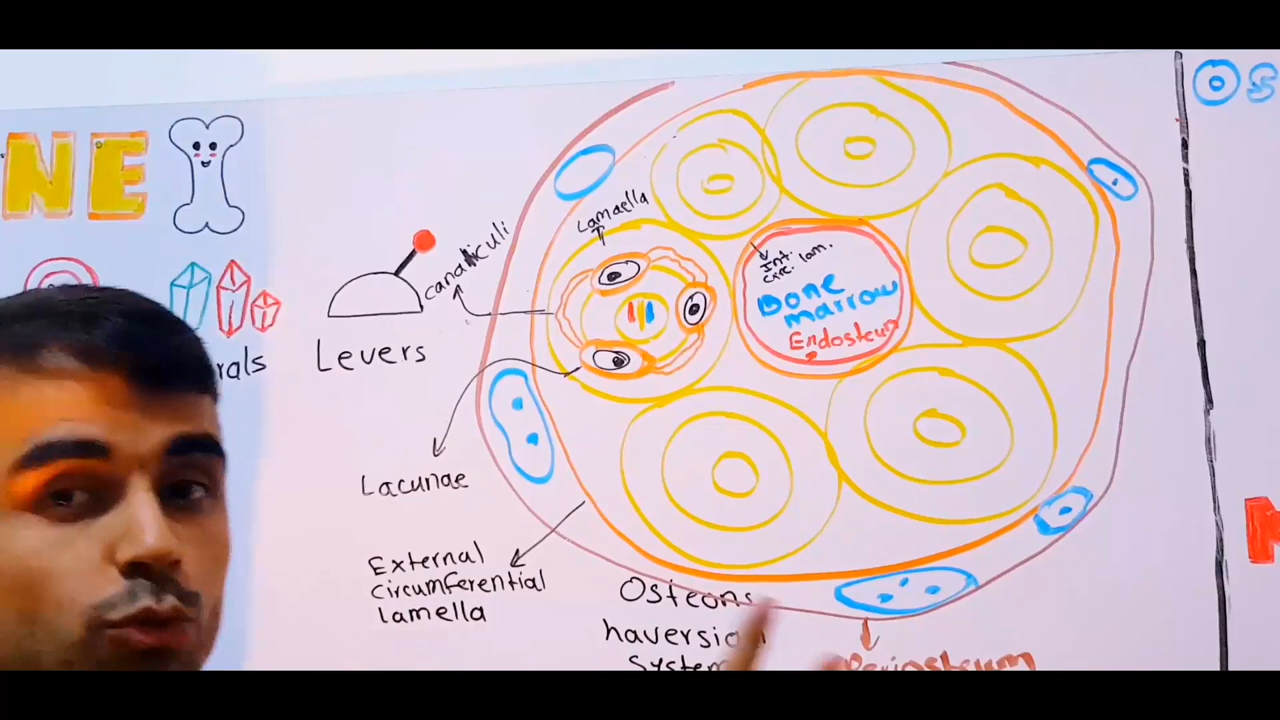 NE
OS
Lamaella
canaliculi
Int.
circ. lam.
Bone
marrow
Endosteum
rals
Levers
Lacunae
External
circumferential
lamella
Osteons
haversian
System
Periosteum